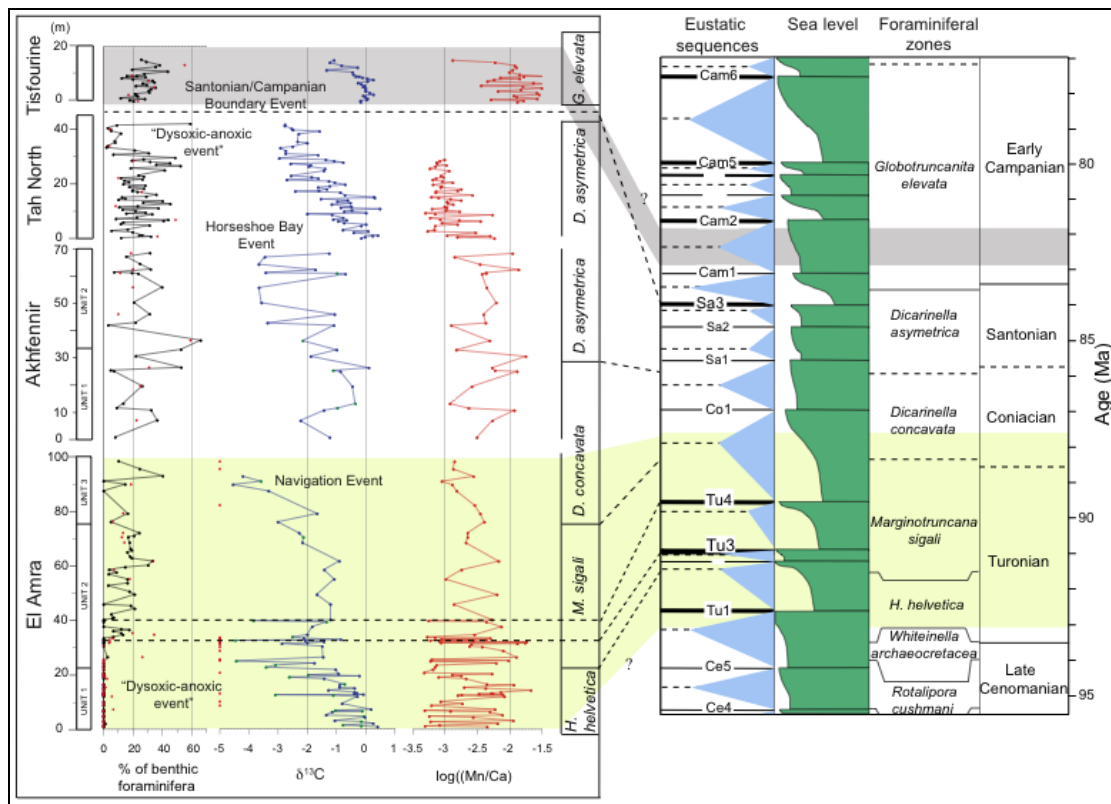 (m)
Tisfourine
20
10
0
Santonian/Campanian
Boundary Event
G. elevata
Tah North
40
20
0
"Dysoxic-anoxic
event"
D. asymetrica
Horseshoe Bay
Event
Akhfennir
UNIT 2
UNIT 1
70
50
30
10
0
D. asymetrica
D. concavata
El Amra
UNIT 3
UNIT 2
UNIT 1
100
80
60
40
20
0
Navigation Event
M. sigali
"Dysoxic-anoxic
event"
H.
helvetica
?
0 20 40 60
-5 -4 -3 -2 -1 0 1
-3.5 -3 -2.5 -2 -1.5
% of benthic
foraminifera
δ¹³C
log((Mn/Ca)
Eustatic
sequences
Sea level
Foraminiferal
zones
Cam6
Cam5
Cam2
Cam1
Sa3
Sa2
Sa1
Co1
Tu4
Tu3
Tu1
Ce5
Ce4
?
Globotruncanita
elevata
Dicarinella
asymetrica
Dicarinella
concavata
Marginotruncana
sigali
H. helvetica
Whiteinella
archaeocretacea
Rotalipora
cushmani
Early
Campanian
Santonian
Coniacian
Turonian
Late
Cenomanian
80
85
90
95
Age (Ma)